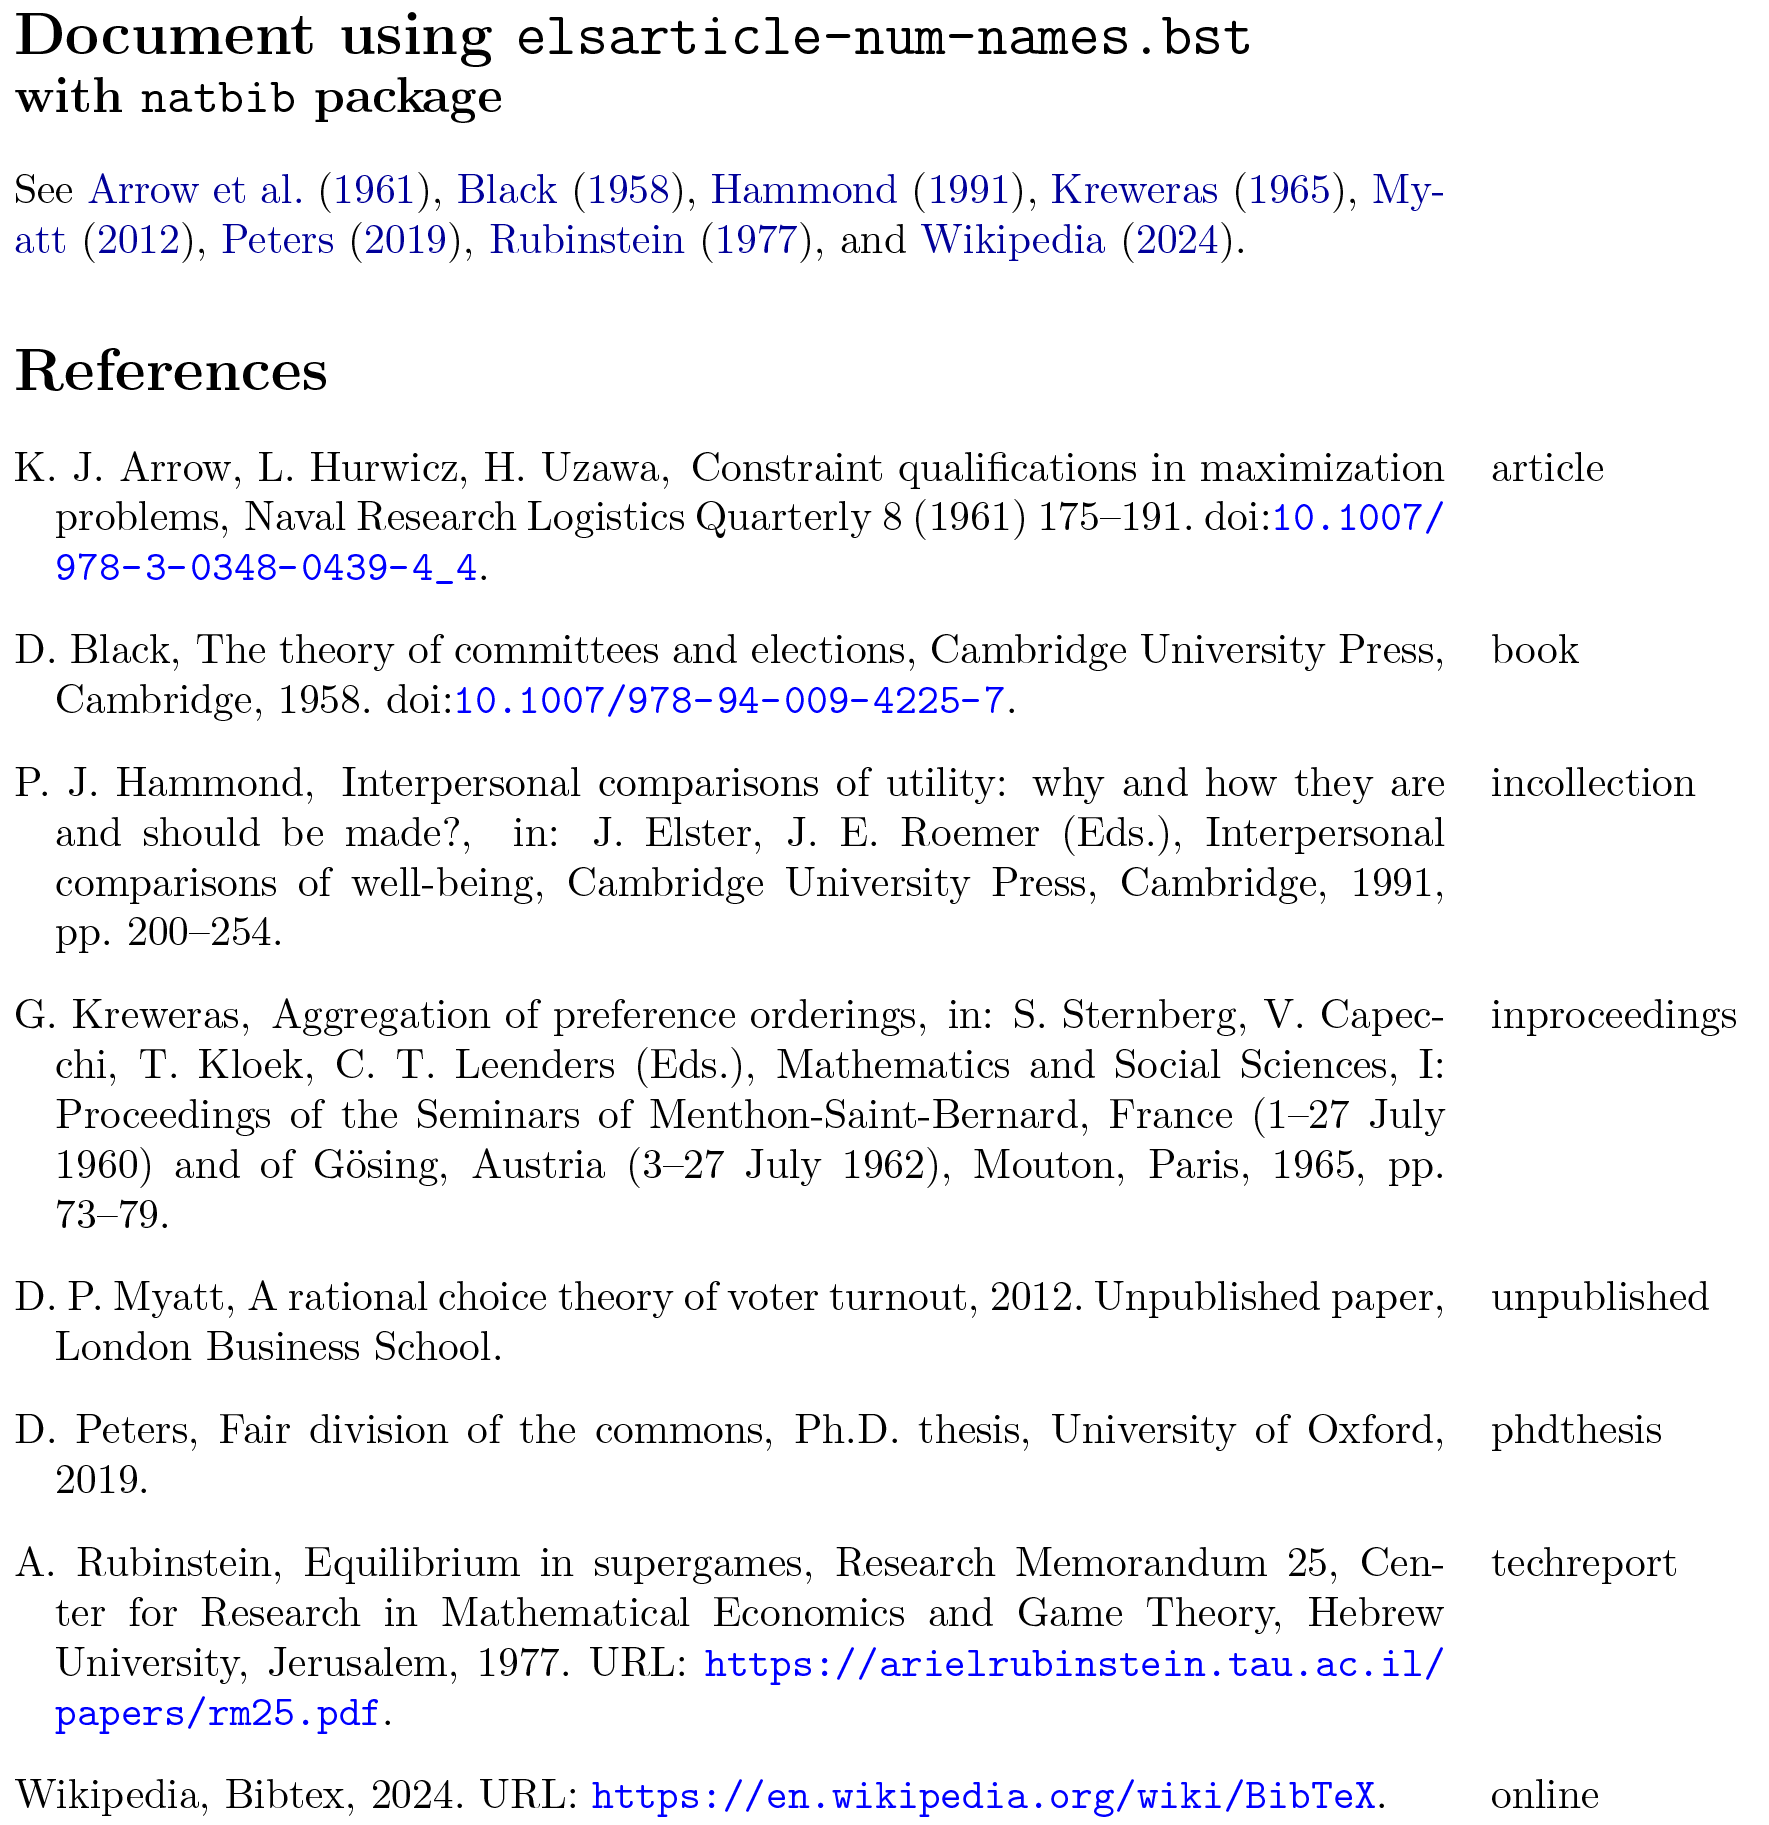 Document using elsarticle-num-names.bst
with natbib package
See Arrow et al. (1961), Black (1958), Hammond (1991), Kreweras (1965), My-
att (2012), Peters (2019), Rubinstein (1977), and Wikipedia (2024).
References
K. J. Arrow, L. Hurwicz, H. Uzawa, Constraint qualifications in maximization article
problems, Naval Research Logistics Quarterly 8 (1961) 175–191. doi:10.1007/
978-3-0348-0439-4_4.
D. Black, The theory of committees and elections, Cambridge University Press, book
Cambridge, 1958. doi:10.1007/978-94-009-4225-7.
P. J. Hammond, Interpersonal comparisons of utility: why and how they are incollection
and should be made?, in: J. Elster, J. E. Roemer (Eds.), Interpersonal
comparisons of well-being, Cambridge University Press, Cambridge, 1991,
pp. 200–254.
G. Kreweras, Aggregation of preference orderings, in: S. Sternberg, V. Capec- inproceedings
chi, T. Kloek, C. T. Leenders (Eds.), Mathematics and Social Sciences, I:
Proceedings of the Seminars of Menthon-Saint-Bernard, France (1–27 July
1960) and of Gösing, Austria (3–27 July 1962), Mouton, Paris, 1965, pp.
73–79.
D. P. Myatt, A rational choice theory of voter turnout, 2012. Unpublished paper, unpublished
London Business School.
D. Peters, Fair division of the commons, Ph.D. thesis, University of Oxford, phdthesis
2019.
A. Rubinstein, Equilibrium in supergames, Research Memorandum 25, Cen- techreport
ter for Research in Mathematical Economics and Game Theory, Hebrew
University, Jerusalem, 1977. URL: https://arielrubinstein.tau.ac.il/
papers/rm25.pdf.
Wikipedia, Bibtex, 2024. URL: https://en.wikipedia.org/wiki/BibTeX. online